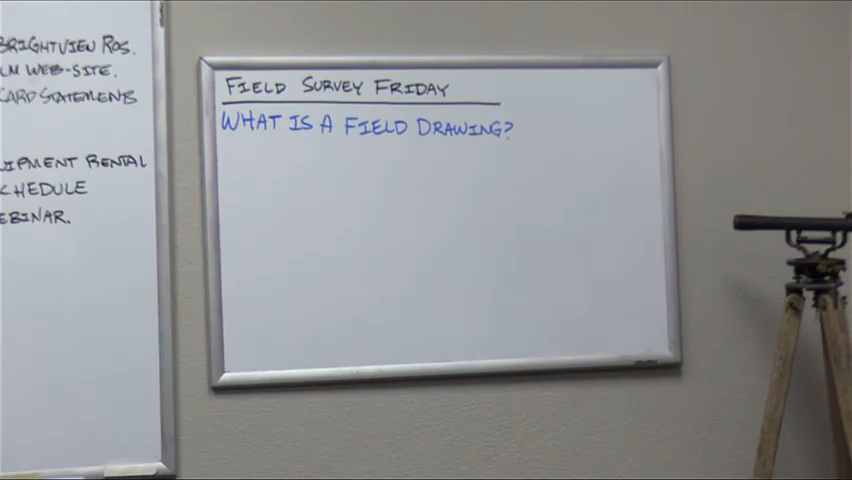 BRIGHTVIEW ROS.
LM WEB-SITE.
CARD STATEMENTS
UIPMENT RENTAL
CHEDULE
EBINAR.
FIELD SURVEY FRIDAY
WHAT IS A FIELD DRAWING?